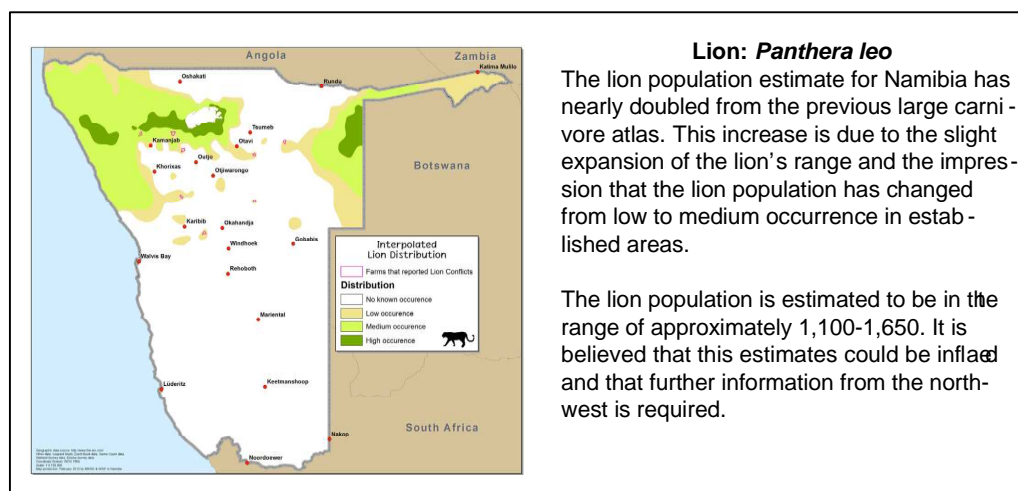 Angola
Zambia
Katima Mulilo
Oshakati
Runda
Tsumeb
Kamanjab
Otavi
Outjo
Khorixas
Otjiwarongo
Botswana
Karibib
Okahandja
Windhoek
Gobabis
Walvis Bay
Rehoboth
Mariental
Lüderitz
Keetmanshoop
South Africa
Nakop
Noordoewer
Interpolated
Lion Distribution
Farms that reported Lion Conflicts
Distribution
No known occurence
Low occurence
Medium occurence
High occurence
Lion: Panthera leo
The lion population estimate for Namibia has
nearly doubled from the previous large carni -
vore atlas. This increase is due to the slight
expansion of the lion's range and the impres-
sion that the lion population has changed
from low to medium occurrence in estab -
lished areas.
The lion population is estimated to be in the
range of approximately 1,100-1,650. It is
believed that this estimates could be inflaed
and that further information from the north-
west is required.